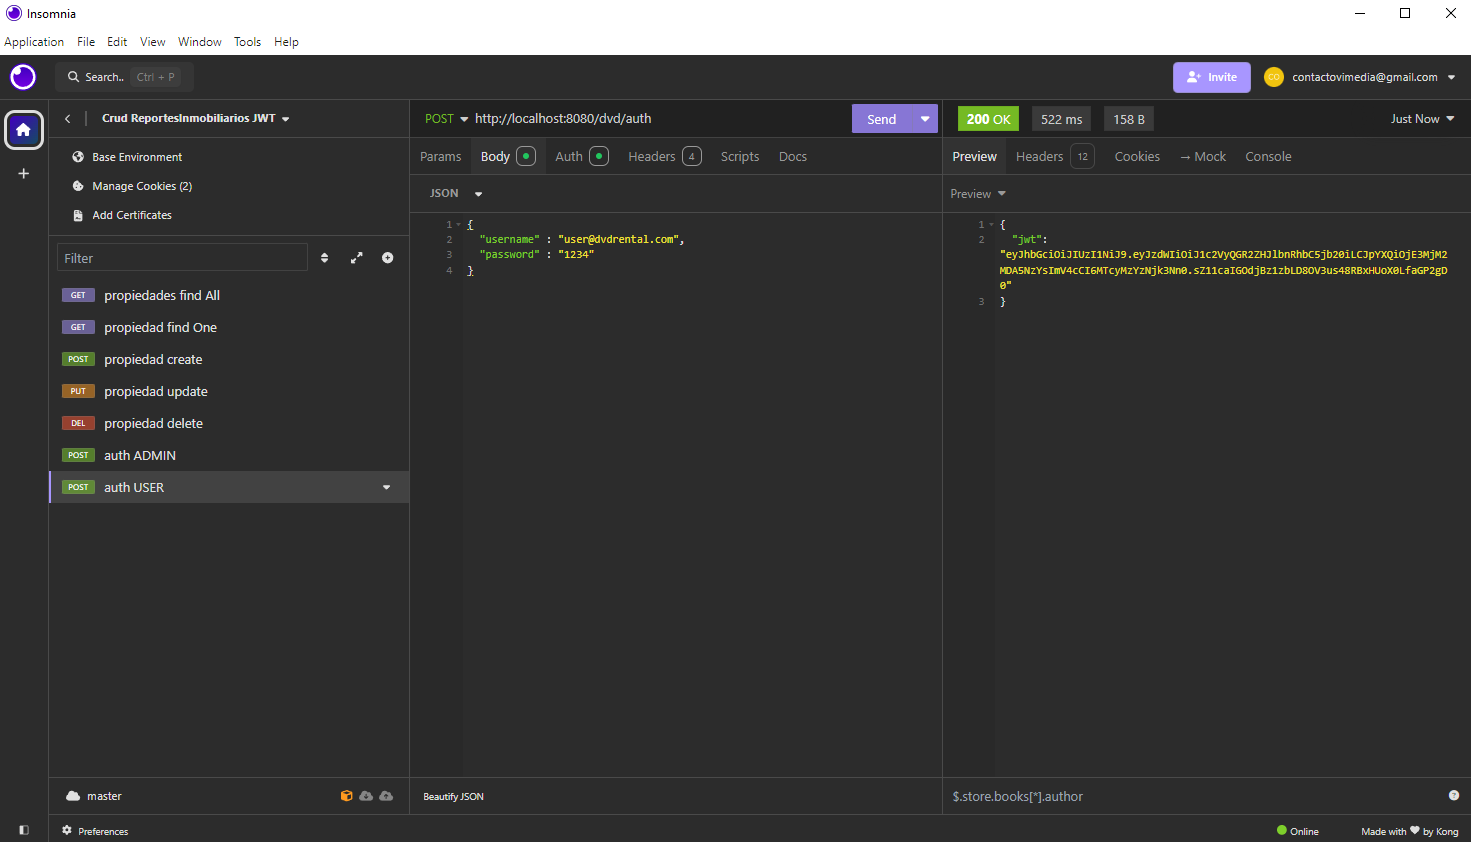 Insomnia
Application File Edit View Window Tools Help
Search.. Ctrl + P
Invite
CO
contactovimedia@gmail.com
Crud ReportesInmobiliarios JWT
Base Environment
Manage Cookies (2)
Add Certificates
Filter
GET propiedades find All
GET propiedad find One
POST propiedad create
PUT propiedad update
DEL propiedad delete
POST auth ADMIN
POST auth USER
master
Preferences
POST http://localhost:8080/dvd/auth
Send
Params Body Auth Headers 4 Scripts Docs
JSON
1 {
2 "username" : "user@dvdrental.com",
3 "password" : "1234"
4 }
Beautify JSON
200 OK 522 ms 158 B
Just Now
Preview Headers 12 Cookies → Mock Console
Preview
1 {
2 "jwt":
"eyJhbGciOiJIUzI1NiJ9.eyJzdWIiOiJ1c2VyQGR2ZHJlbnRhbC5jb20iLCJpYXQiOjE3MjM2
MDA5NzYsImV4cCI6MTcyMzYzNjk3Nn0.sZ11caIGOdjBz1zbLD8OV3us48RBxHUoX0LfaGP2gD
0"
3 }
$.store.books[*].author
Online
Made with ♥ by Kong